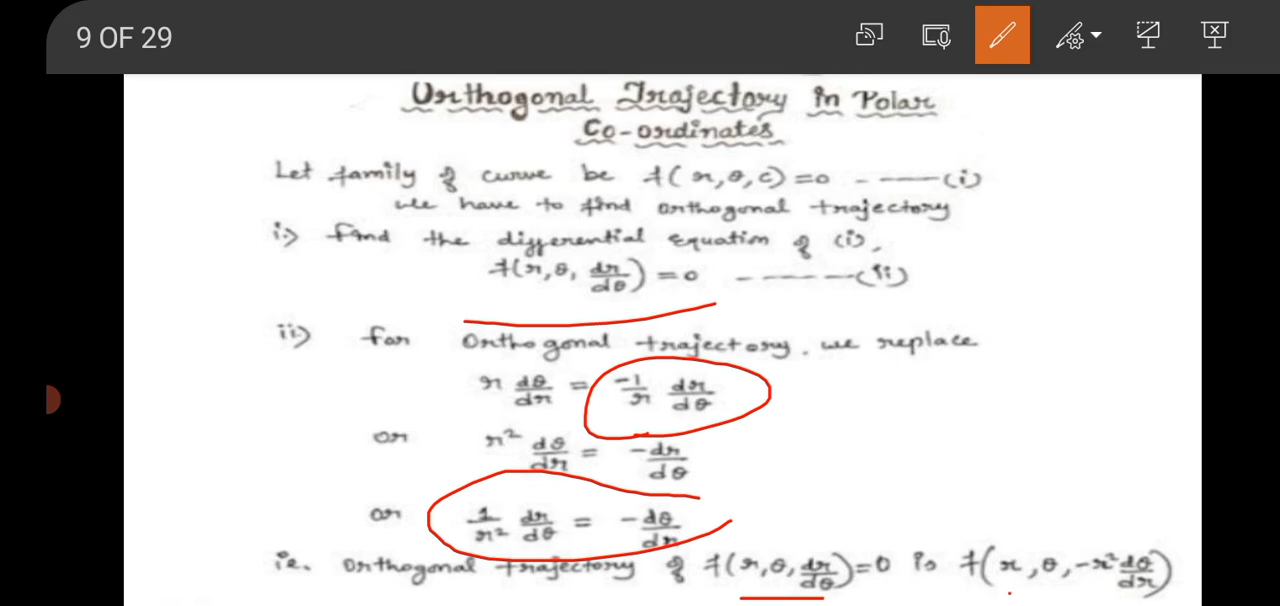 9 OF 29
Orthogonal Trajectory in Polar
Co-ordinates
Let family of curve be f(r,θ,c)=0 - ——(i)
we have to find orthogonal trajectory
i:) find the differential Equation of (i),
f(r,θ, dr/dθ) = 0 -------(ii)
ii:) for Orthogonal trajectory, we replace
r dθ/dr = -1/r dr/dθ
or r² dθ/dr = -dr/dθ
or 1/r² dr/dθ = -dθ/dr
ie. Orthogonal trajectory of f(r,θ,dr/dθ)=0 is f(r,θ,-r²dθ/dr)